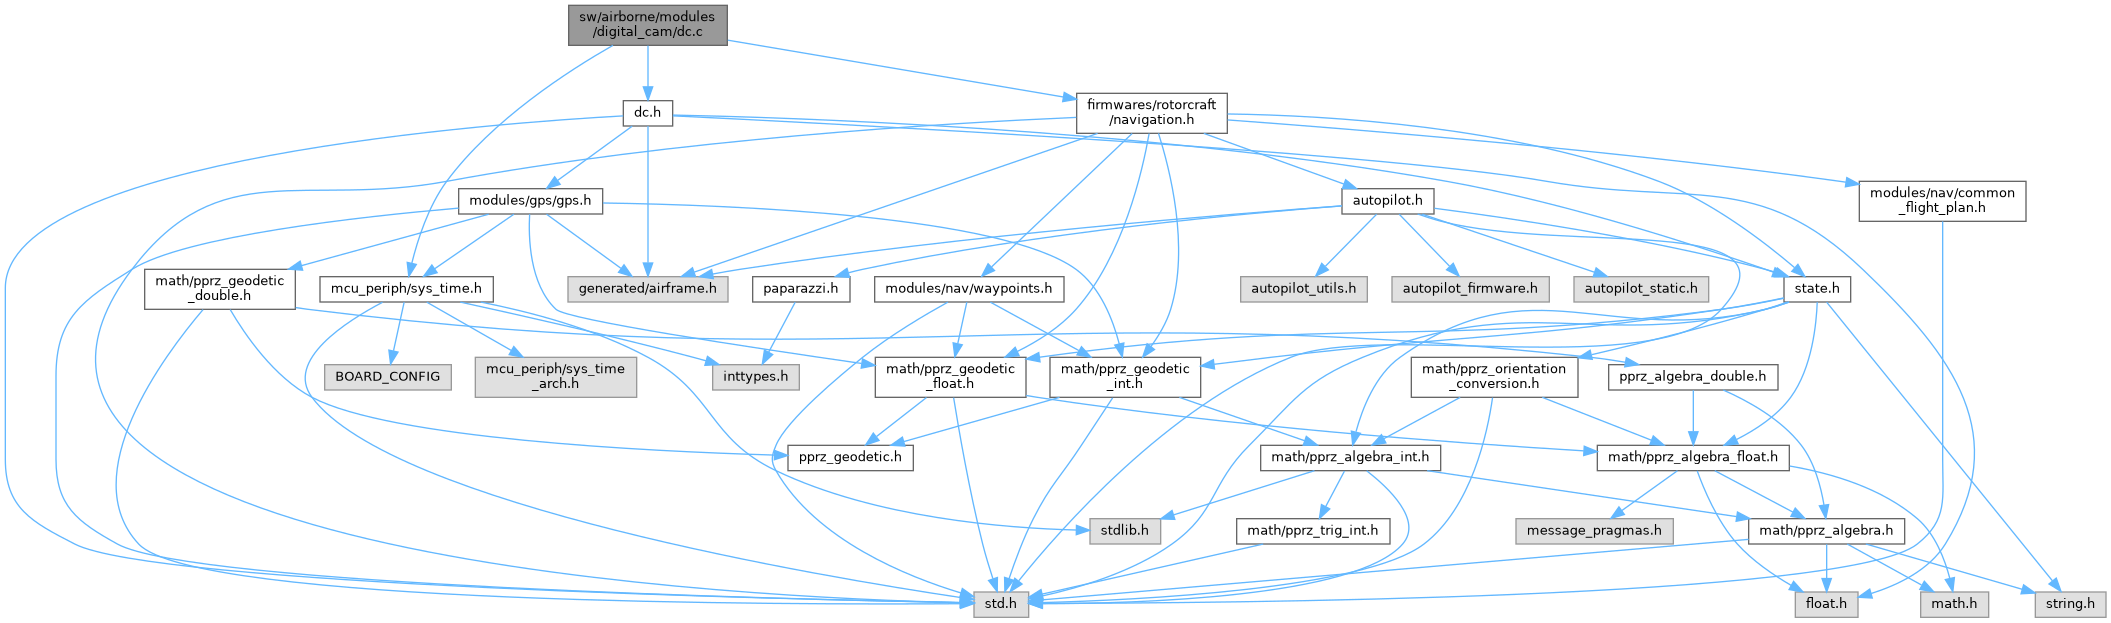 sw/airborne/modules
/digital_cam/dc.c
dc.h
firmwares/rotorcraft
/navigation.h
modules/gps/gps.h
autopilot.h
modules/nav/common
_flight_plan.h
math/pprz_geodetic
_double.h
mcu_periph/sys_time.h
generated/airframe.h
paparazzi.h
modules/nav/waypoints.h
autopilot_utils.h
autopilot_firmware.h
autopilot_static.h
state.h
BOARD_CONFIG
mcu_periph/sys_time
_arch.h
inttypes.h
math/pprz_geodetic
_float.h
math/pprz_geodetic
_int.h
math/pprz_orientation
_conversion.h
pprz_algebra_double.h
pprz_geodetic.h
math/pprz_algebra_int.h
math/pprz_algebra_float.h
stdlib.h
math/pprz_trig_int.h
message_pragmas.h
math/pprz_algebra.h
std.h
float.h
math.h
string.h